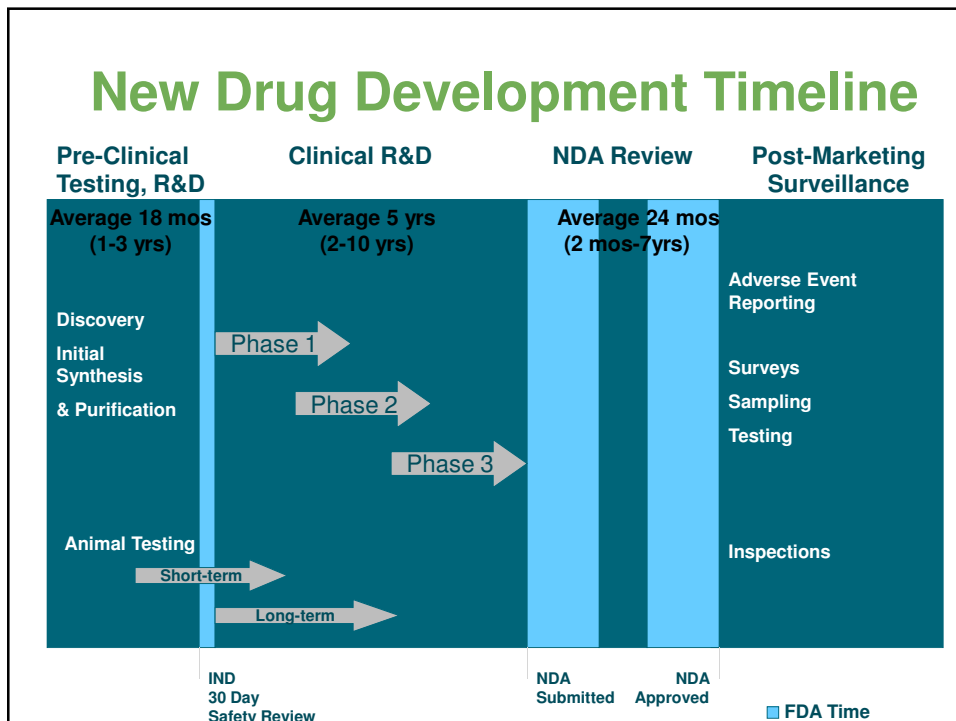 New Drug Development Timeline
Pre-Clinical
Testing, R&D
Clinical R&D
NDA Review
Post-Marketing
Surveillance
Average 18 mos
(1-3 yrs)
Average 5 yrs
(2-10 yrs)
Average 24 mos
(2 mos-7yrs)
Discovery
Initial
Synthesis
& Purification
Phase 1
Phase 2
Phase 3
Adverse Event
Reporting
Surveys
Sampling
Testing
Inspections
Animal Testing
Short-term
Long-term
IND
30 Day
Safety Review
NDA
Submitted
NDA
Approved
FDA Time